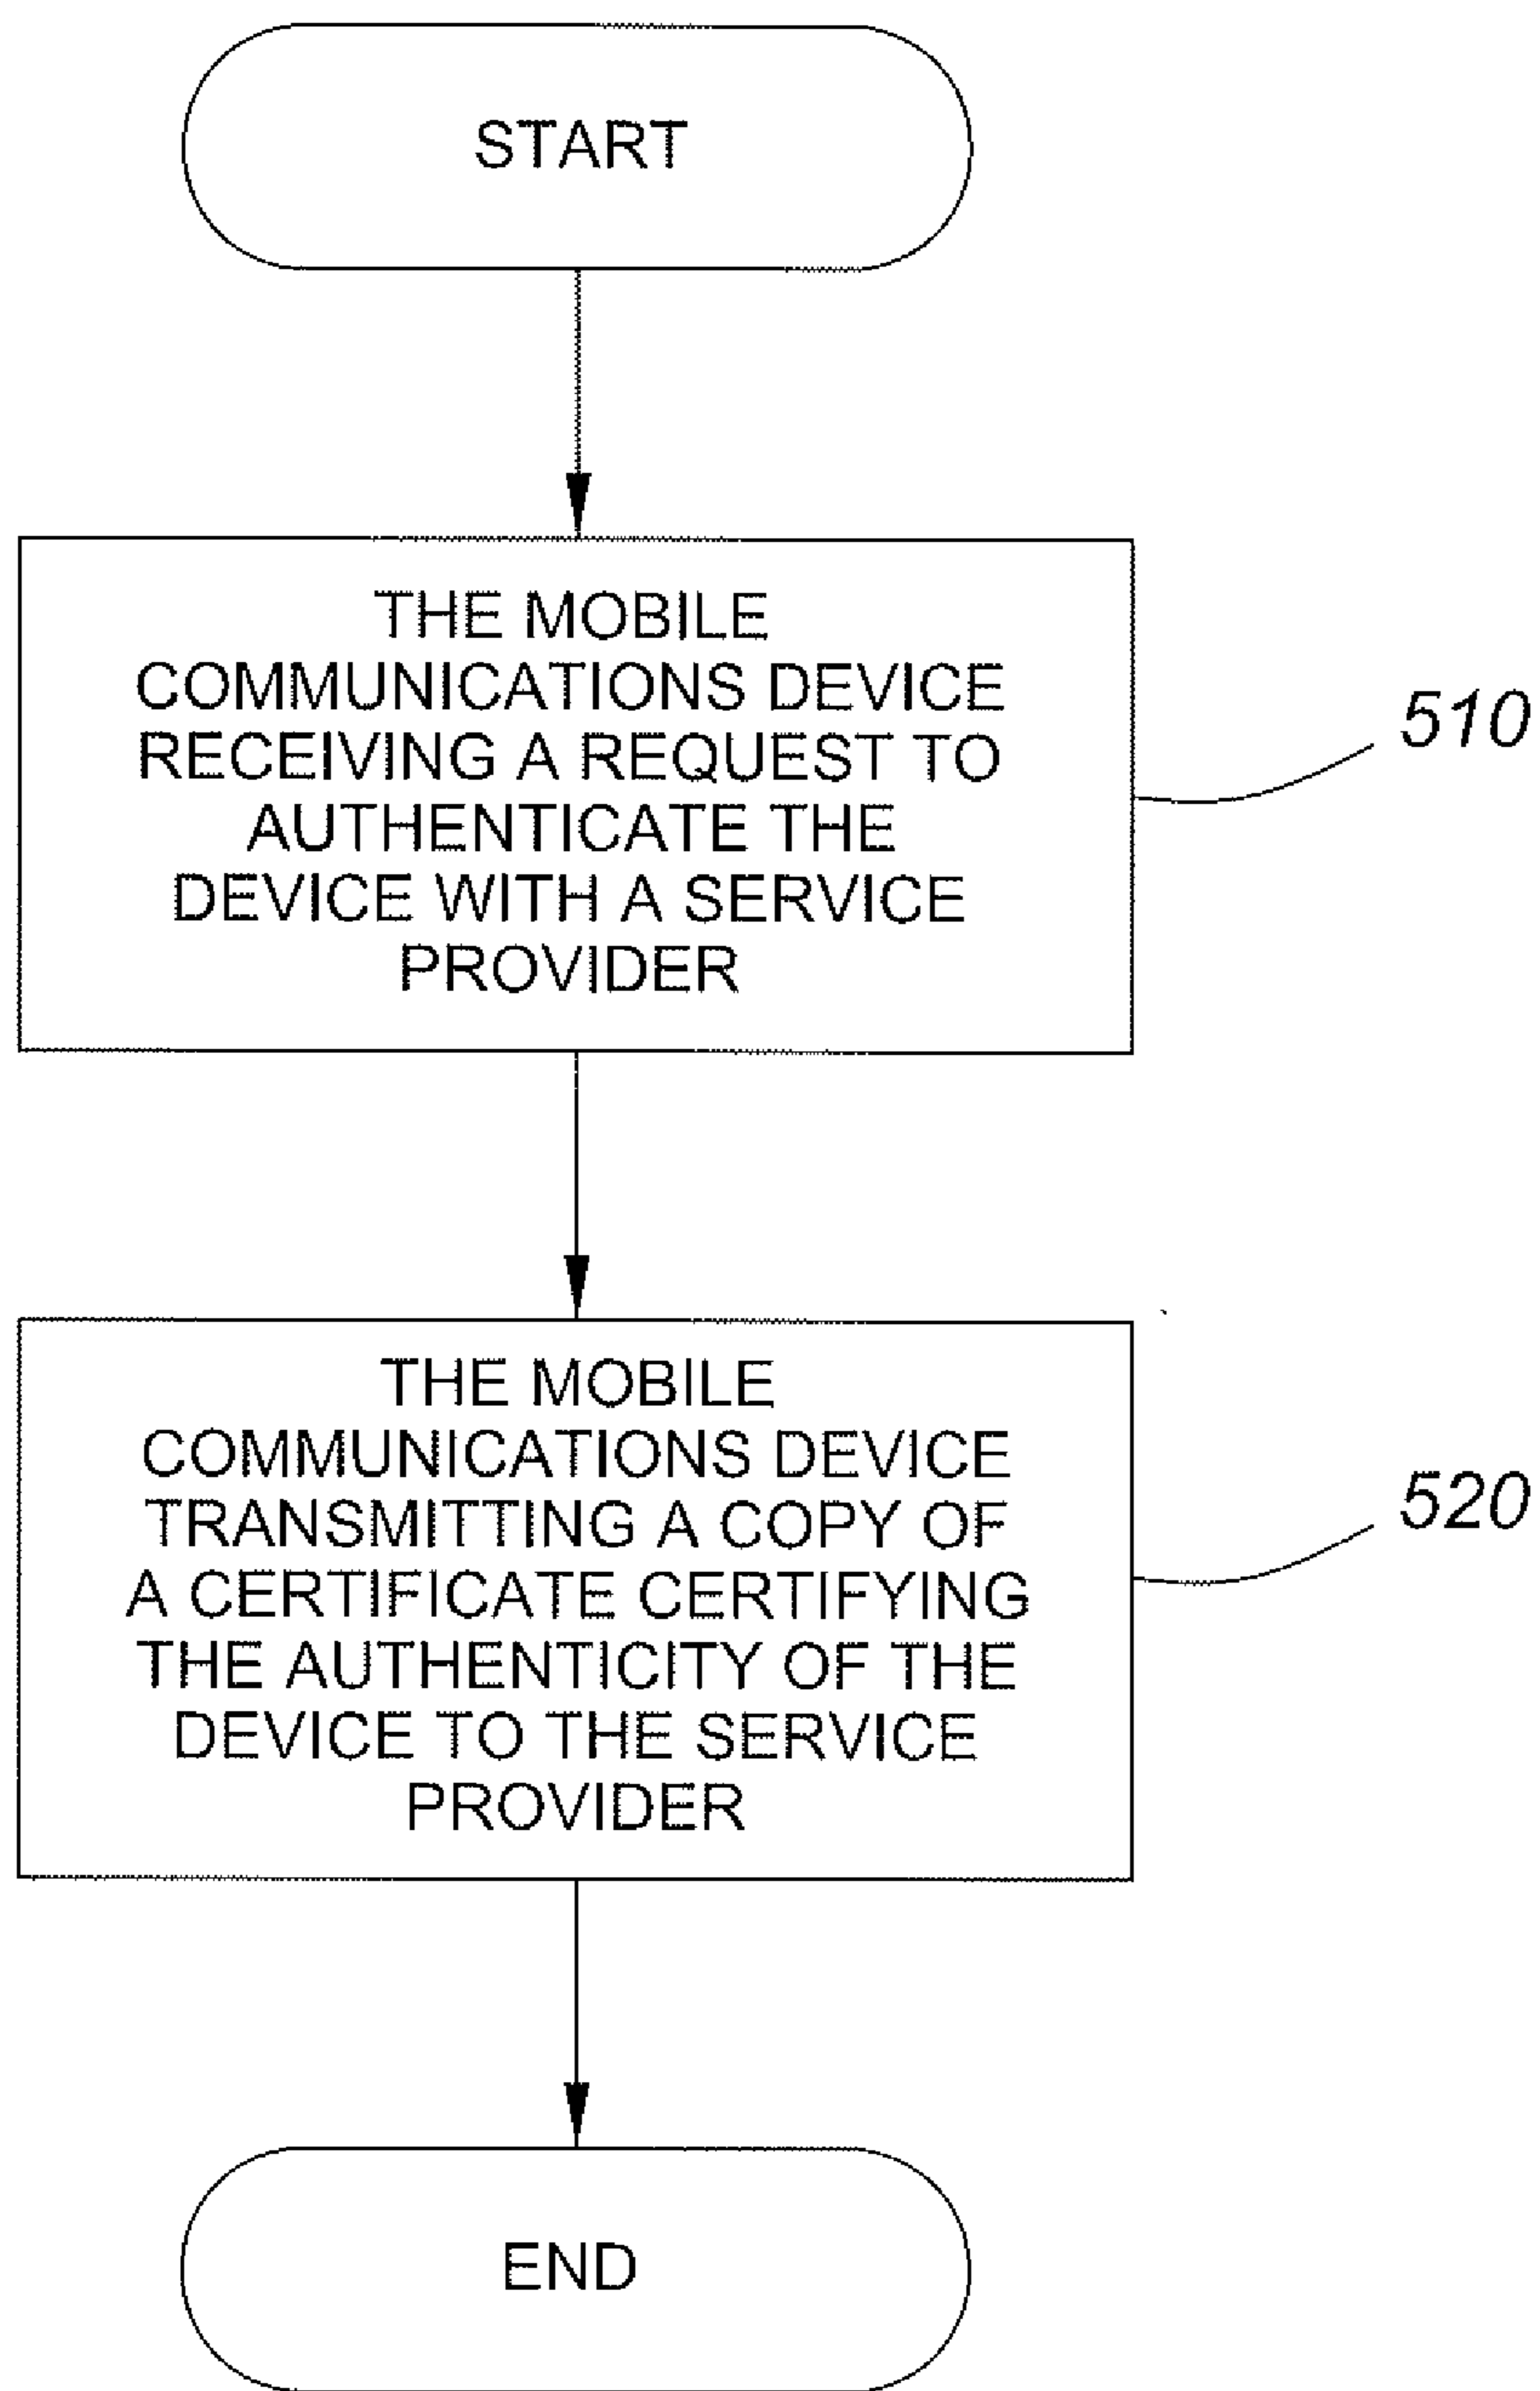 START
THE MOBILE
COMMUNICATIONS DEVICE
RECEIVING A REQUEST TO
AUTHENTICATE THE
DEVICE WITH A SERVICE
PROVIDER
510
THE MOBILE
COMMUNICATIONS DEVICE
TRANSMITTING A COPY OF
A CERTIFICATE CERTIFYING
THE AUTHENTICITY OF THE
DEVICE TO THE SERVICE
PROVIDER
520
END